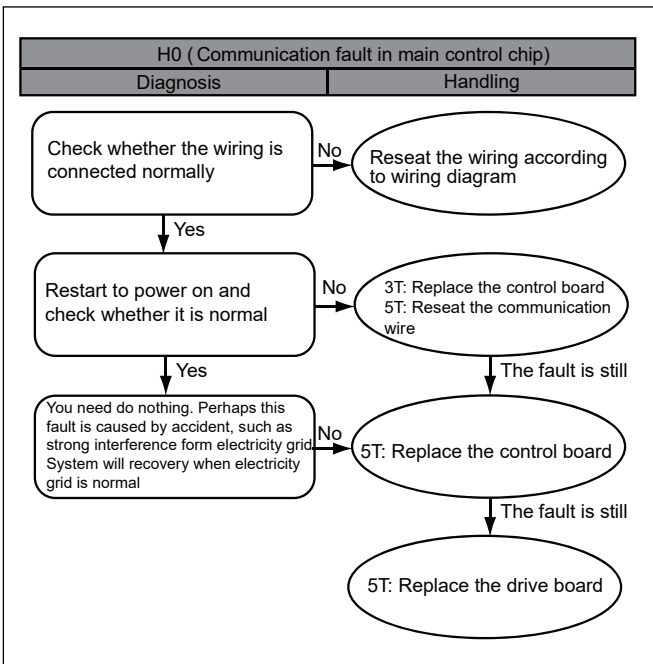 H0 ( Communication fault in main control chip)
Diagnosis
Handling
Check whether the wiring is
connected normally
No
Reseat the wiring according
to wiring diagram
Yes
Restart to power on and
check whether it is normal
No
3T: Replace the control board
5T: Reseat the communication
wire
Yes
The fault is still
You need do nothing. Perhaps this
fault is caused by accident, such as
strong interference form electricity grid.
System will recovery when electricity
grid is normal
No
5T: Replace the control board
The fault is still
5T: Replace the drive board